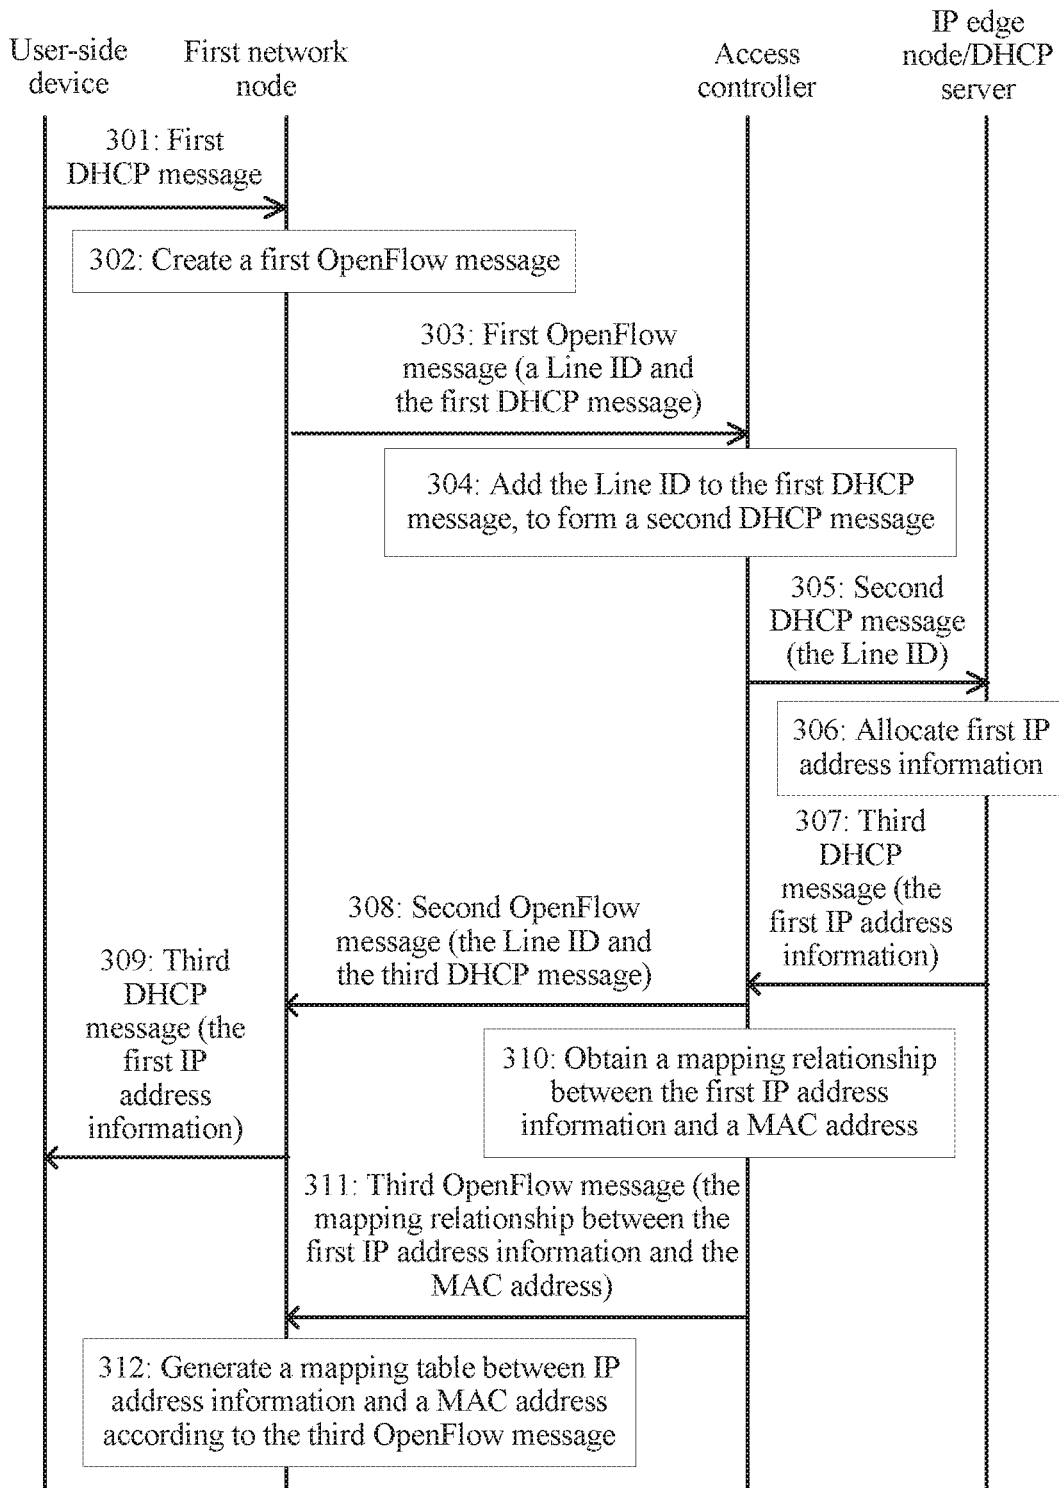 User-side
device
First network
node
Access
controller
IP edge
node/DHCP
server
301: First
DHCP message
302: Create a first OpenFlow message
303: First OpenFlow
message (a Line ID and
the first DHCP message)
304: Add the Line ID to the first DHCP
message, to form a second DHCP message
305: Second
DHCP message
(the Line ID)
306: Allocate first IP
address information
307: Third
DHCP
message (the
first IP address
information)
308: Second OpenFlow
message (the Line ID and
the third DHCP message)
309: Third
DHCP
message (the
first IP
address
information)
310: Obtain a mapping relationship
between the first IP address
information and a MAC address
311: Third OpenFlow message (the
mapping relationship between the
first IP address information and the
MAC address)
312: Generate a mapping table between IP
address information and a MAC address
according to the third OpenFlow message